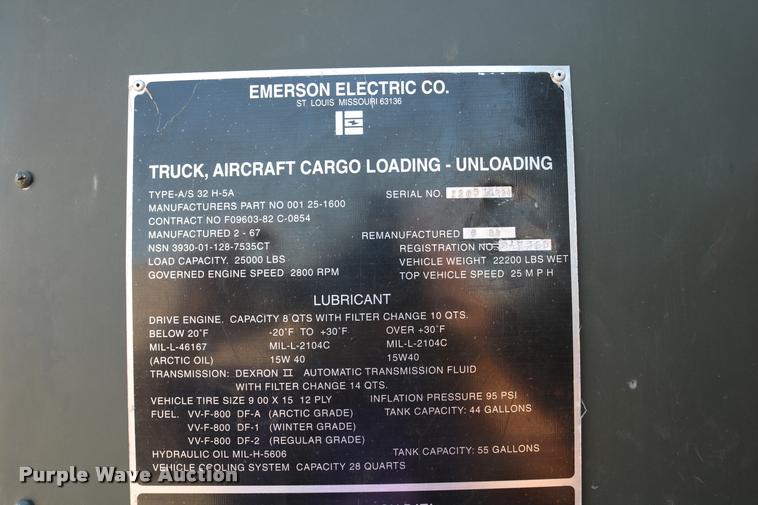 EMERSON ELECTRIC CO.
ST LOUIS MISSOURI 63136
TRUCK, AIRCRAFT CARGO LOADING - UNLOADING
TYPE-A/S 32 H-5A SERIAL NO.
MANUFACTURERS PART NO 001 25-1600
CONTRACT NO F09603-82 C-0854
MANUFACTURED 2 - 67 REMANUFACTURED
NSN 3930-01-128-7535CT REGISTRATION NO.
LOAD CAPACITY. 25000 LBS VEHICLE WEIGHT 22200 LBS WET
GOVERNED ENGINE SPEED 2800 RPM TOP VEHICLE SPEED 25 M P H
LUBRICANT
DRIVE ENGINE. CAPACITY 8 QTS WITH FILTER CHANGE 10 QTS.
BELOW 20°F -20°F TO +30°F OVER +30°F
MIL-L-46167 MIL-L-2104C MIL-L-2104C
(ARCTIC OIL) 15W 40 15W40
TRANSMISSION: DEXRON II AUTOMATIC TRANSMISSION FLUID
WITH FILTER CHANGE 14 QTS.
VEHICLE TIRE SIZE 9 00 X 15 12 PLY INFLATION PRESSURE 95 PSI
FUEL. VV-F-800 DF-A (ARCTIC GRADE) TANK CAPACITY: 44 GALLONS
VV-F-800 DF-1 (WINTER GRADE)
VV-F-800 DF-2 (REGULAR GRADE)
HYDRAULIC OIL MIL-H-5606 TANK CAPACITY: 55 GALLONS
VEHICLE COOLING SYSTEM CAPACITY 28 QUARTS
Purple Wave Auction